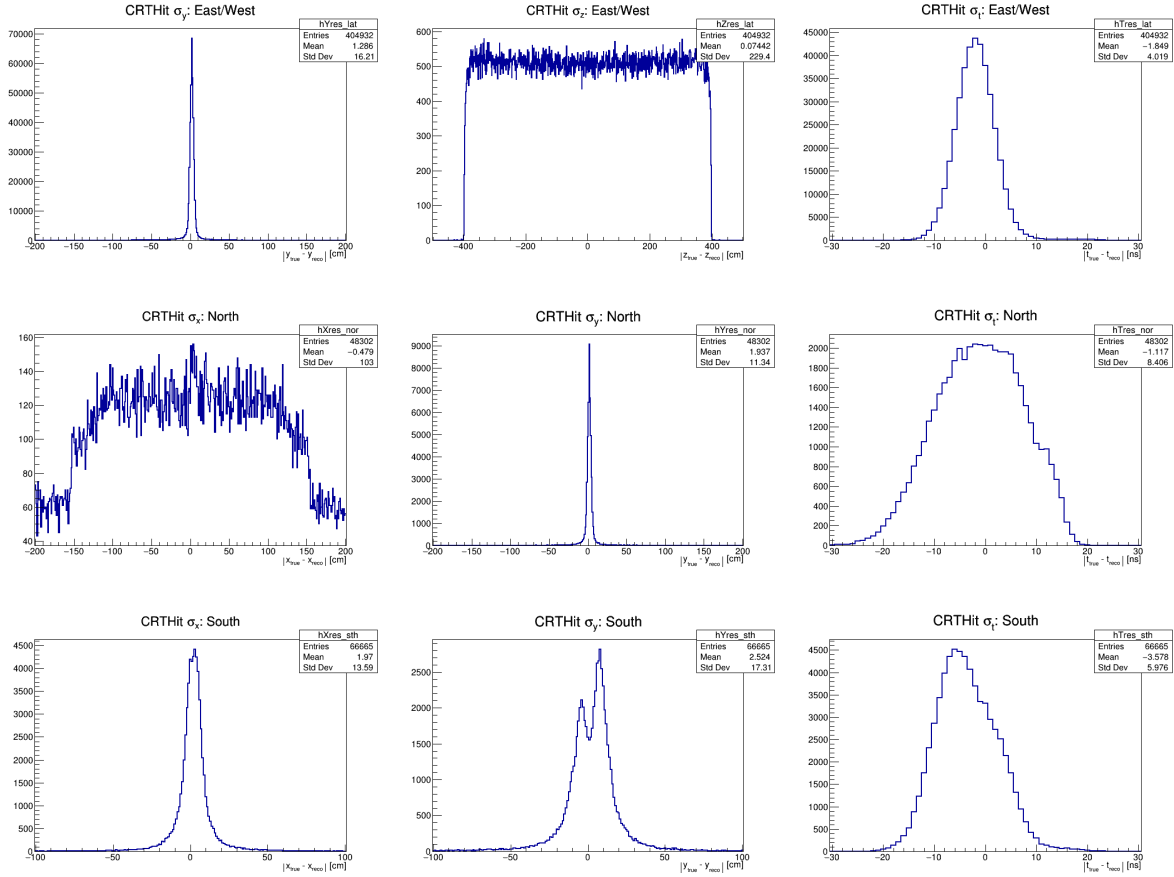 CRTHit σy: East/West
hYres_lat
Entries 404932
Mean 1.286
Std Dev 16.21
70000
60000
50000
40000
30000
20000
10000
0
−200 −150 −100 −50 0 50 100 150 200
|ytrue - yreco| [cm]
CRTHit σz: East/West
hZres_lat
Entries 404932
Mean 0.07442
Std Dev 229.4
600
500
400
300
200
100
0
−400 −200 0 200 400
|ztrue - zreco| [cm]
CRTHit σt: East/West
hTres_lat
Entries 404932
Mean −1.849
Std Dev 4.019
45000
40000
35000
30000
25000
20000
15000
10000
5000
0
−30 −20 −10 0 10 20 30
|ttrue - treco| [ns]
CRTHit σx: North
hXres_nor
Entries 48302
Mean −0.479
Std Dev 103
160
140
120
100
80
60
40
−200 −150 −100 −50 0 50 100 150 200
|xtrue - xreco| [cm]
CRTHit σy: North
hYres_nor
Entries 48302
Mean 1.937
Std Dev 11.34
9000
8000
7000
6000
5000
4000
3000
2000
1000
0
−200 −150 −100 −50 0 50 100 150 200
|ytrue - yreco| [cm]
CRTHit σt: North
hTres_nor
Entries 48302
Mean −1.117
Std Dev 8.406
2000
1800
1600
1400
1200
1000
800
600
400
200
0
−30 −20 −10 0 10 20 30
|ttrue - treco| [ns]
CRTHit σx: South
hXres_sth
Entries 66665
Mean 1.97
Std Dev 13.59
4500
4000
3500
3000
2500
2000
1500
1000
500
0
−100 −50 0 50 100
|xtrue - xreco| [cm]
CRTHit σy: South
hYres_sth
Entries 66665
Mean 2.524
Std Dev 17.31
2500
2000
1500
1000
500
0
−100 −50 0 50 100
|ytrue - yreco| [cm]
CRTHit σt: South
hTres_sth
Entries 66665
Mean −3.578
Std Dev 5.976
4500
4000
3500
3000
2500
2000
1500
1000
500
0
−30 −20 −10 0 10 20 30
|ttrue - treco| [ns]